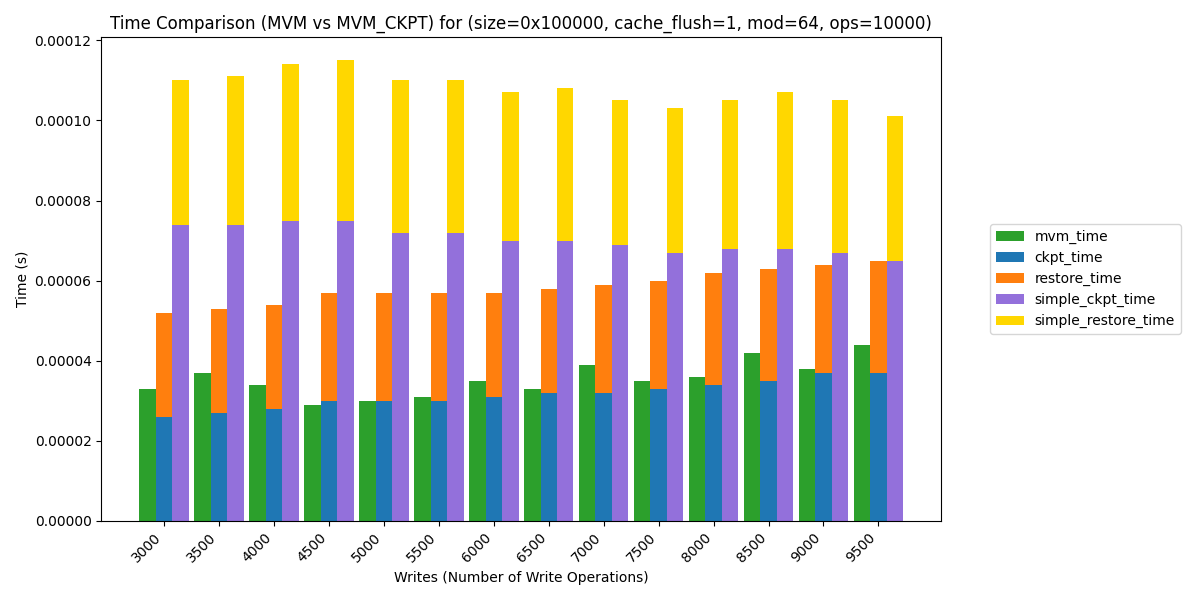 Time Comparison (MVM vs MVM_CKPT) for (size=0x100000, cache_flush=1, mod=64, ops=10000)
0.00012
0.00010
0.00008
0.00006
0.00004
0.00002
0.00000
Time (s)
3000 3500 4000 4500 5000 5500 6000 6500 7000 7500 8000 8500 9000 9500
Writes (Number of Write Operations)
mvm_time
ckpt_time
restore_time
simple_ckpt_time
simple_restore_time